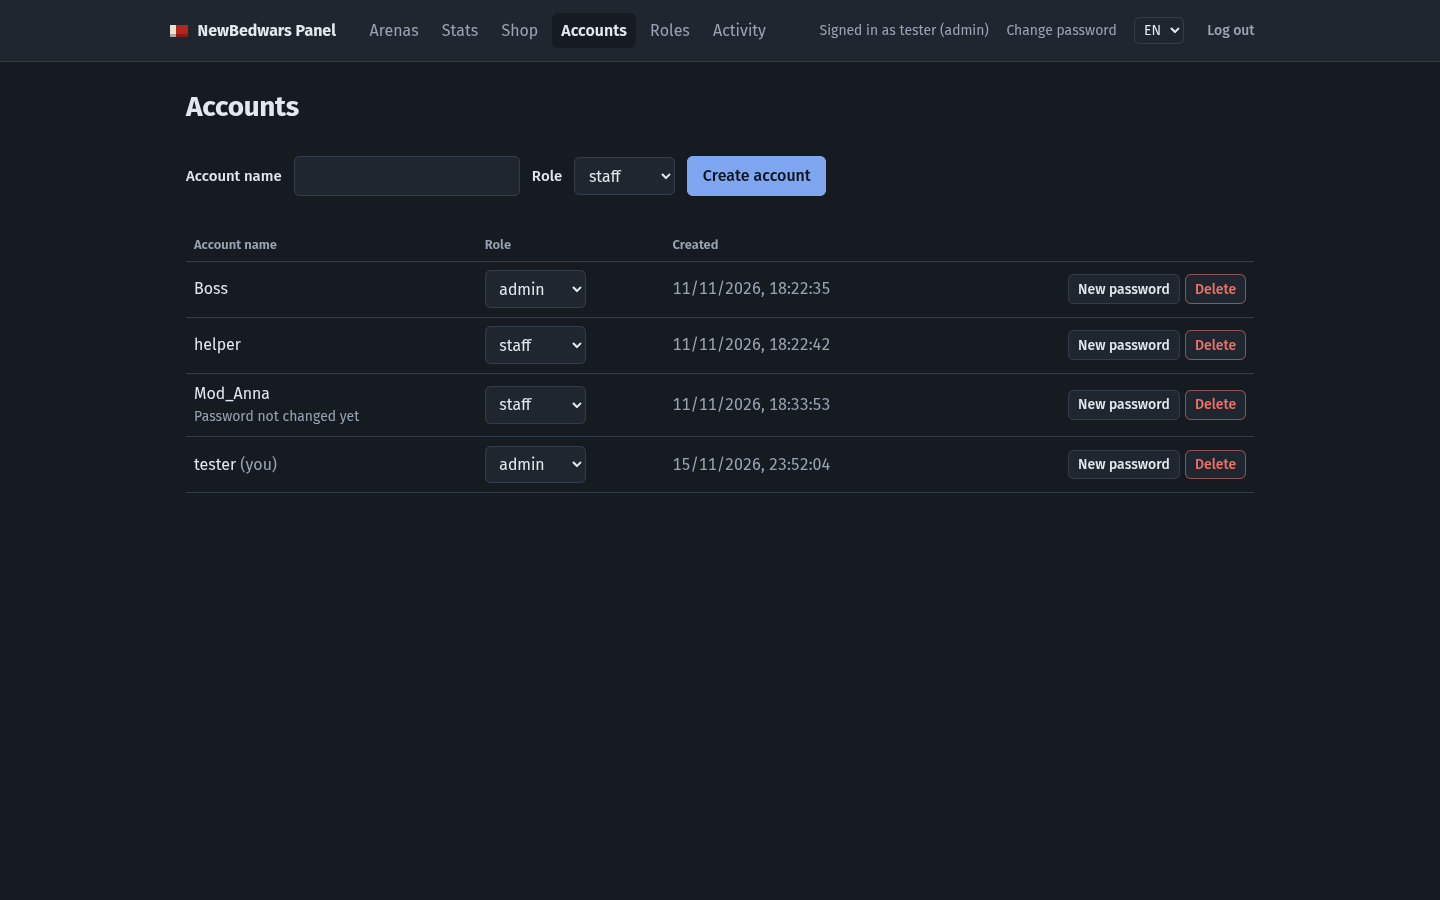 NewBedwars Panel Arenas Stats Shop Accounts Roles Activity Signed in as tester (admin) Change password EN Log out
Accounts
Account name Role staff Create account
Account name Role Created
Boss admin 11/11/2026, 18:22:35 New password Delete
helper staff 11/11/2026, 18:22:42 New password Delete
Mod_Anna
Password not changed yet staff 11/11/2026, 18:33:53 New password Delete
tester (you) admin 15/11/2026, 23:52:04 New password Delete